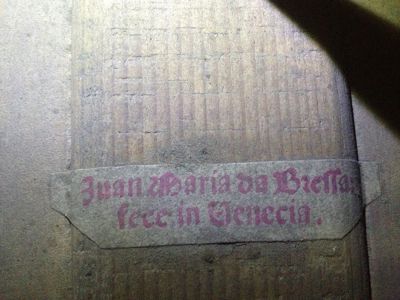 Juan Maria da Bressa
fece in Venecia.